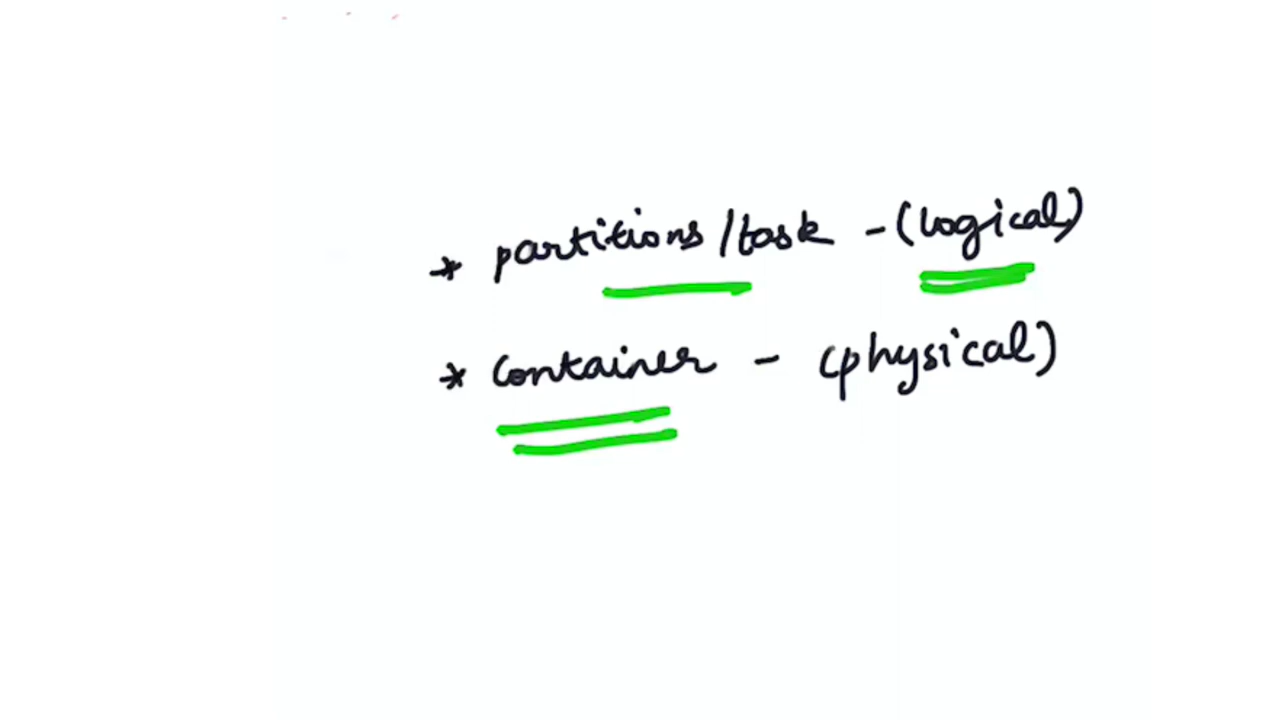 * partitions /task - (logical)
* Container - (physical)